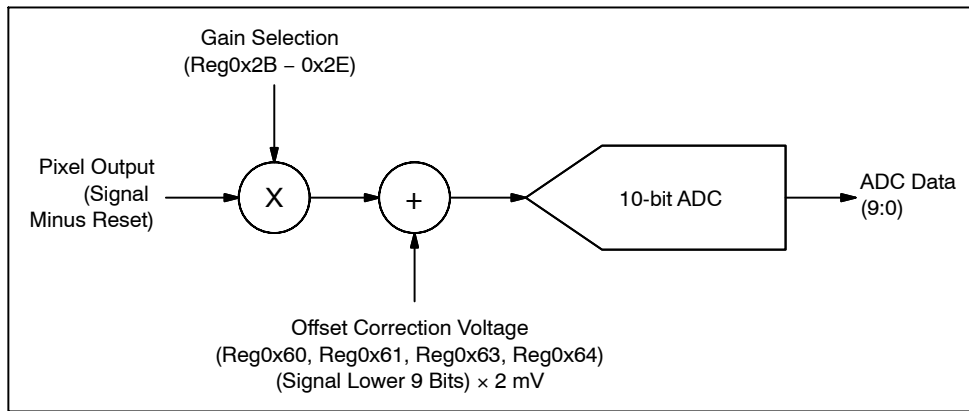 Gain Selection
(Reg0x2B − 0x2E)
Pixel Output
(Signal
Minus Reset)
X
+
10-bit ADC
ADC Data
(9:0)
Offset Correction Voltage
(Reg0x60, Reg0x61, Reg0x63, Reg0x64)
(Signal Lower 9 Bits) × 2 mV